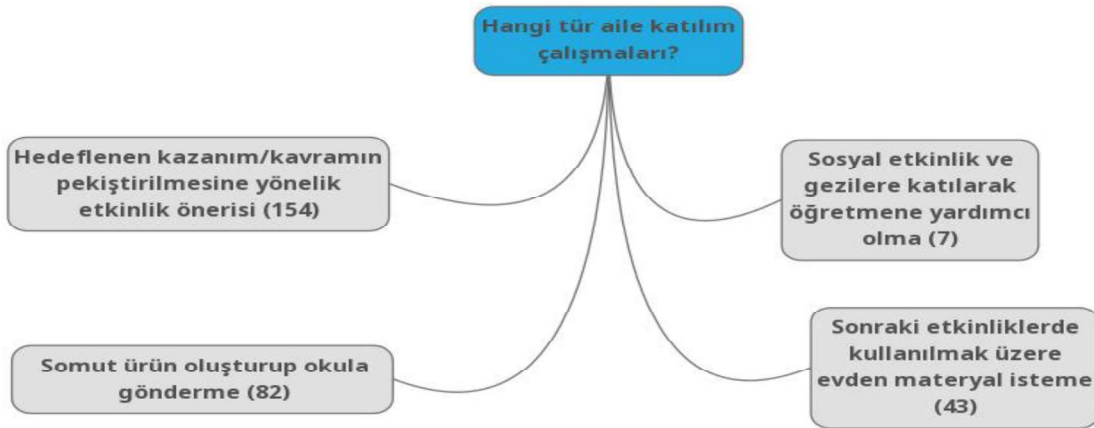 Hangi tür aile katılım
çalışmaları?
Hedeflenen kazanım/kavramın
pekiştirilmesine yönelik
etkinlik önerisi (154)
Sosyal etkinlik ve
gezilere katılarak
öğretmene yardımcı
olma (7)
Somut ürün oluşturup okula
gönderme (82)
Sonraki etkinliklerde
kullanılmak üzere
evden materyal isteme
(43)